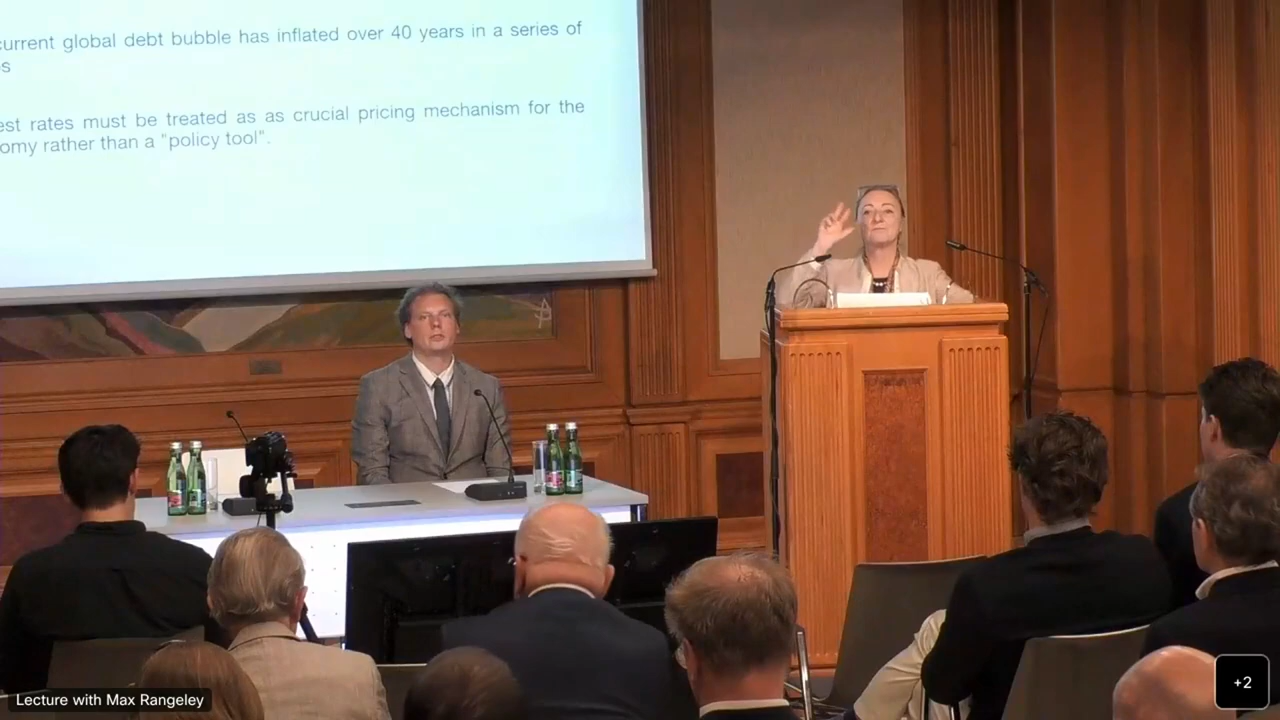 current global debt bubble has inflated over 40 years in a series of
s
est rates must be treated as as crucial pricing mechanism for the
omy rather than a "policy tool".
+2
Lecture with Max Rangeley